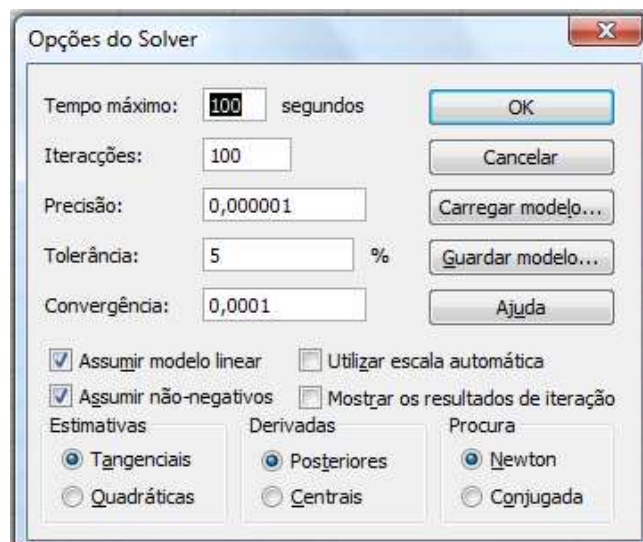 Opções do Solver
Tempo máximo: 100 segundos OK
Iteracções: 100 Cancelar
Precisão: 0,000001 Carregar modelo...
Tolerância: 5 % Guardar modelo...
Convergência: 0,0001 Ajuda
Assumir modelo linear Utilizar escala automática
Assumir não-negativos Mostrar os resultados de iteração
Estimativas Derivadas Procura
Tangenciais Posteriores Newton
Quadráticas Centrais Conjugada